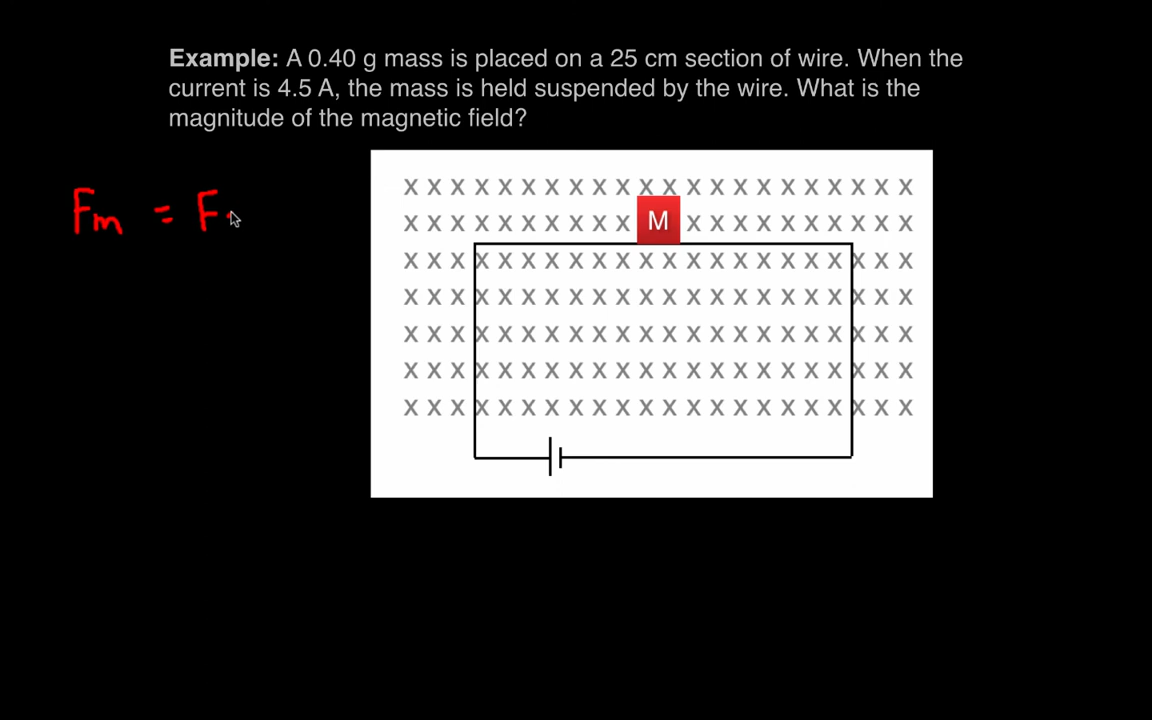 Example: A 0.40 g mass is placed on a 25 cm section of wire. When the
current is 4.5 A, the mass is held suspended by the wire. What is the
magnitude of the magnetic field?
Fm = F
X X X X X X X X X X X X X X X X X X X X X X
X X X X X X X X X X M X X X X X X X X X X
X X X X X X X X X X X X X X X X X X X X X X
X X X X X X X X X X X X X X X X X X X X X X
X X X X X X X X X X X X X X X X X X X X X X
X X X X X X X X X X X X X X X X X X X X X X
X X X X X X X X X X X X X X X X X X X X X X